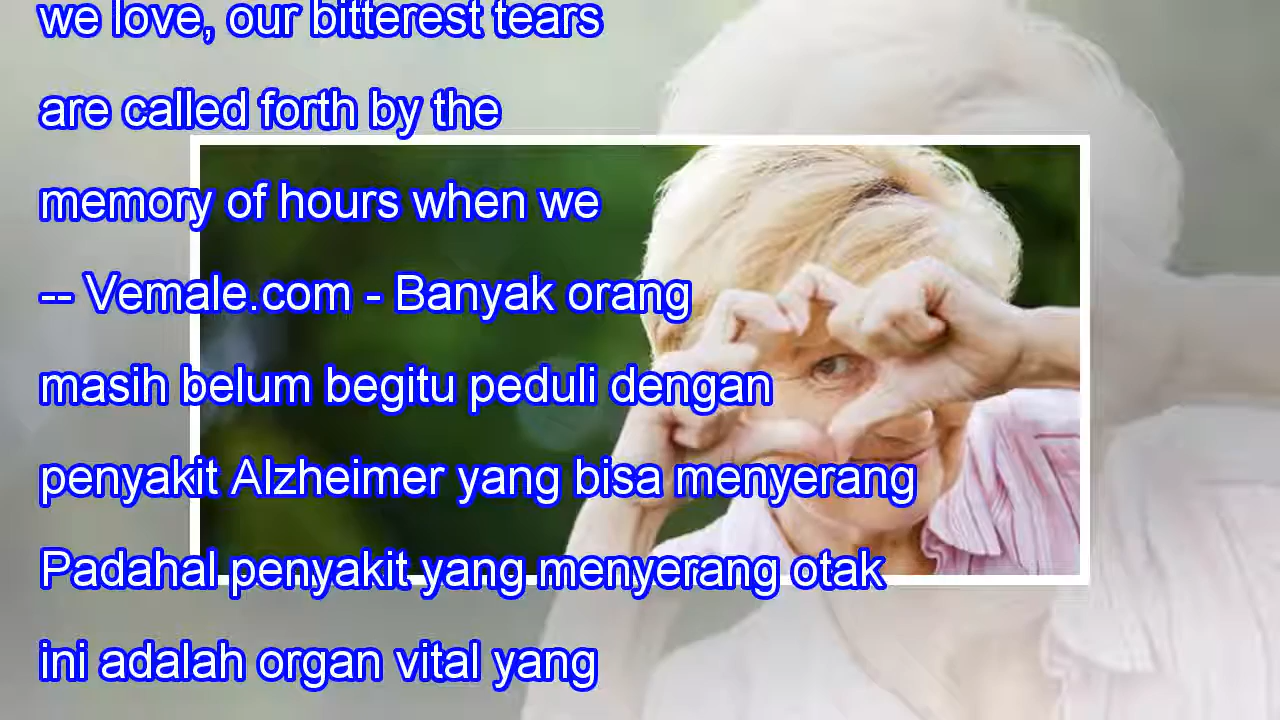 we love, our bitterest tears
are called forth by the
memory of hours when we
-- Vemale.com - Banyak orang
masih belum begitu peduli dengan
penyakit Alzheimer yang bisa menyerang
Padahal penyakit yang menyerang otak
ini adalah organ vital yang